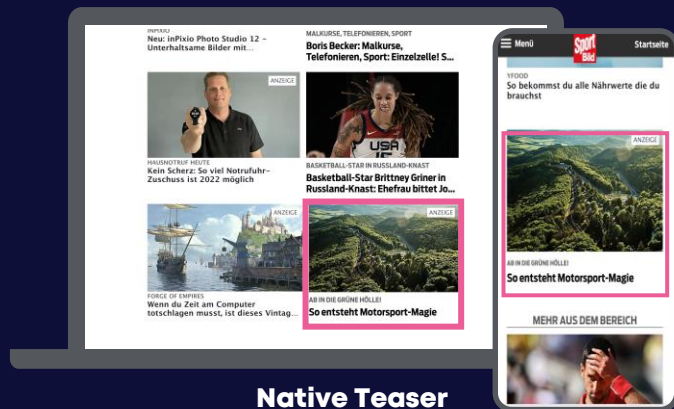 INPIXIO
Neu: inPixio Photo Studio 12 –
Unterhaltsame Bilder mit...
MALKURSE, TELEFONIEREN, SPORT
Boris Becker: Malkurse,
Telefonieren, Sport: Einzelzelle! S...
ANZEIGE
USA
15
HAUSNOTRUF HEUTE
Kein Scherz: So viel Notrufuhr-
Zuschuss ist 2022 möglich
BASKETBALL-STAR IN RUSSLAND-KNAST
Basketball-Star Brittney Griner in
Russland-Knast: Ehefrau bittet Jo...
ANZEIGE
ANZEIGE
FORGE OF EMPIRES
Wenn du Zeit am Computer
totschlagen musst, ist dieses Vintag...
AB IN DIE GRÜNE HÖLLE!
So entsteht Motorsport-Magie
Menü
Sport
Bild
Startseite
YFOOD
So bekommst du alle Nährwerte die du
brauchst
ANZEIGE
AB IN DIE GRÜNE HÖLLE!
So entsteht Motorsport-Magie
MEHR AUS DEM BEREICH
Native Teaser